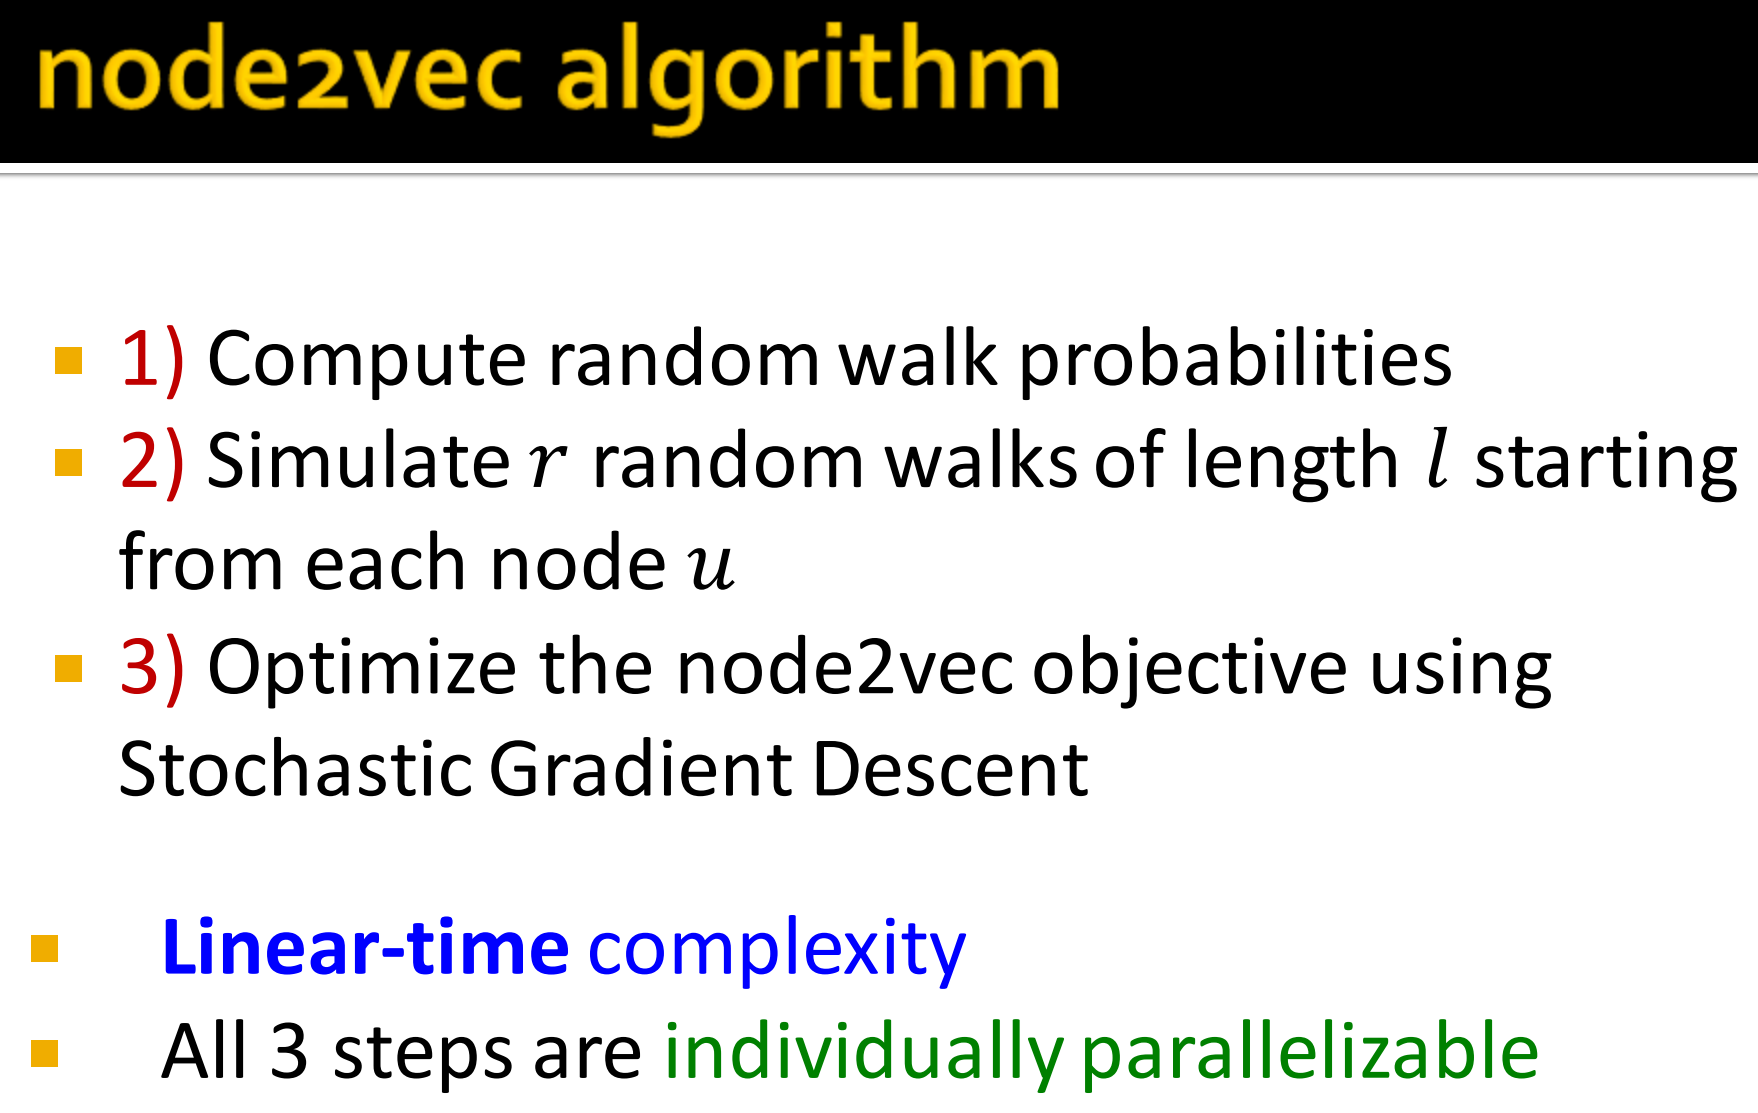 node2vec algorithm
1) Compute random walk probabilities
2) Simulate r random walks of length l starting
from each node u
3) Optimize the node2vec objective using
Stochastic Gradient Descent
Linear-time complexity
All 3 steps are individually parallelizable